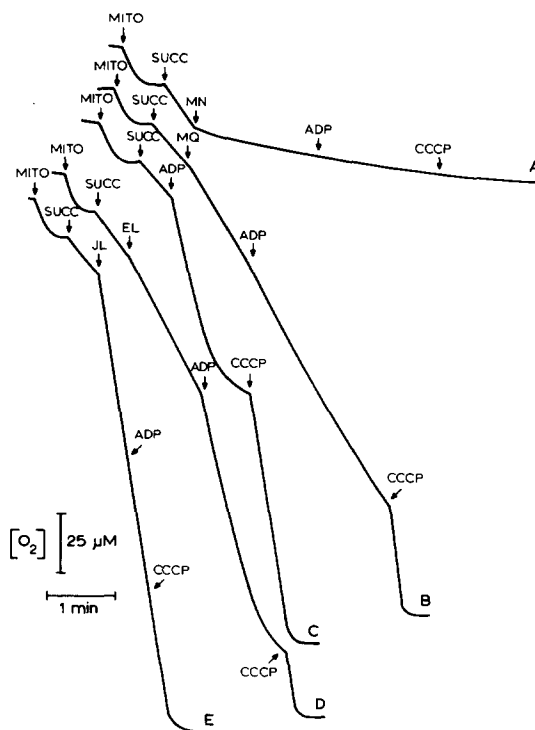 MITO
SUCC
MITO
MN
SUCC
MITO
ADP
SUCC
MQ
CCCP
MITO
ADP
A
MITO
SUCC
SUCC
EL
JL
ADP
ADP
CCCP
ADP
CCCP
[O₂]
25 µM
CCCP
1 min
B
C
CCCP
D
E